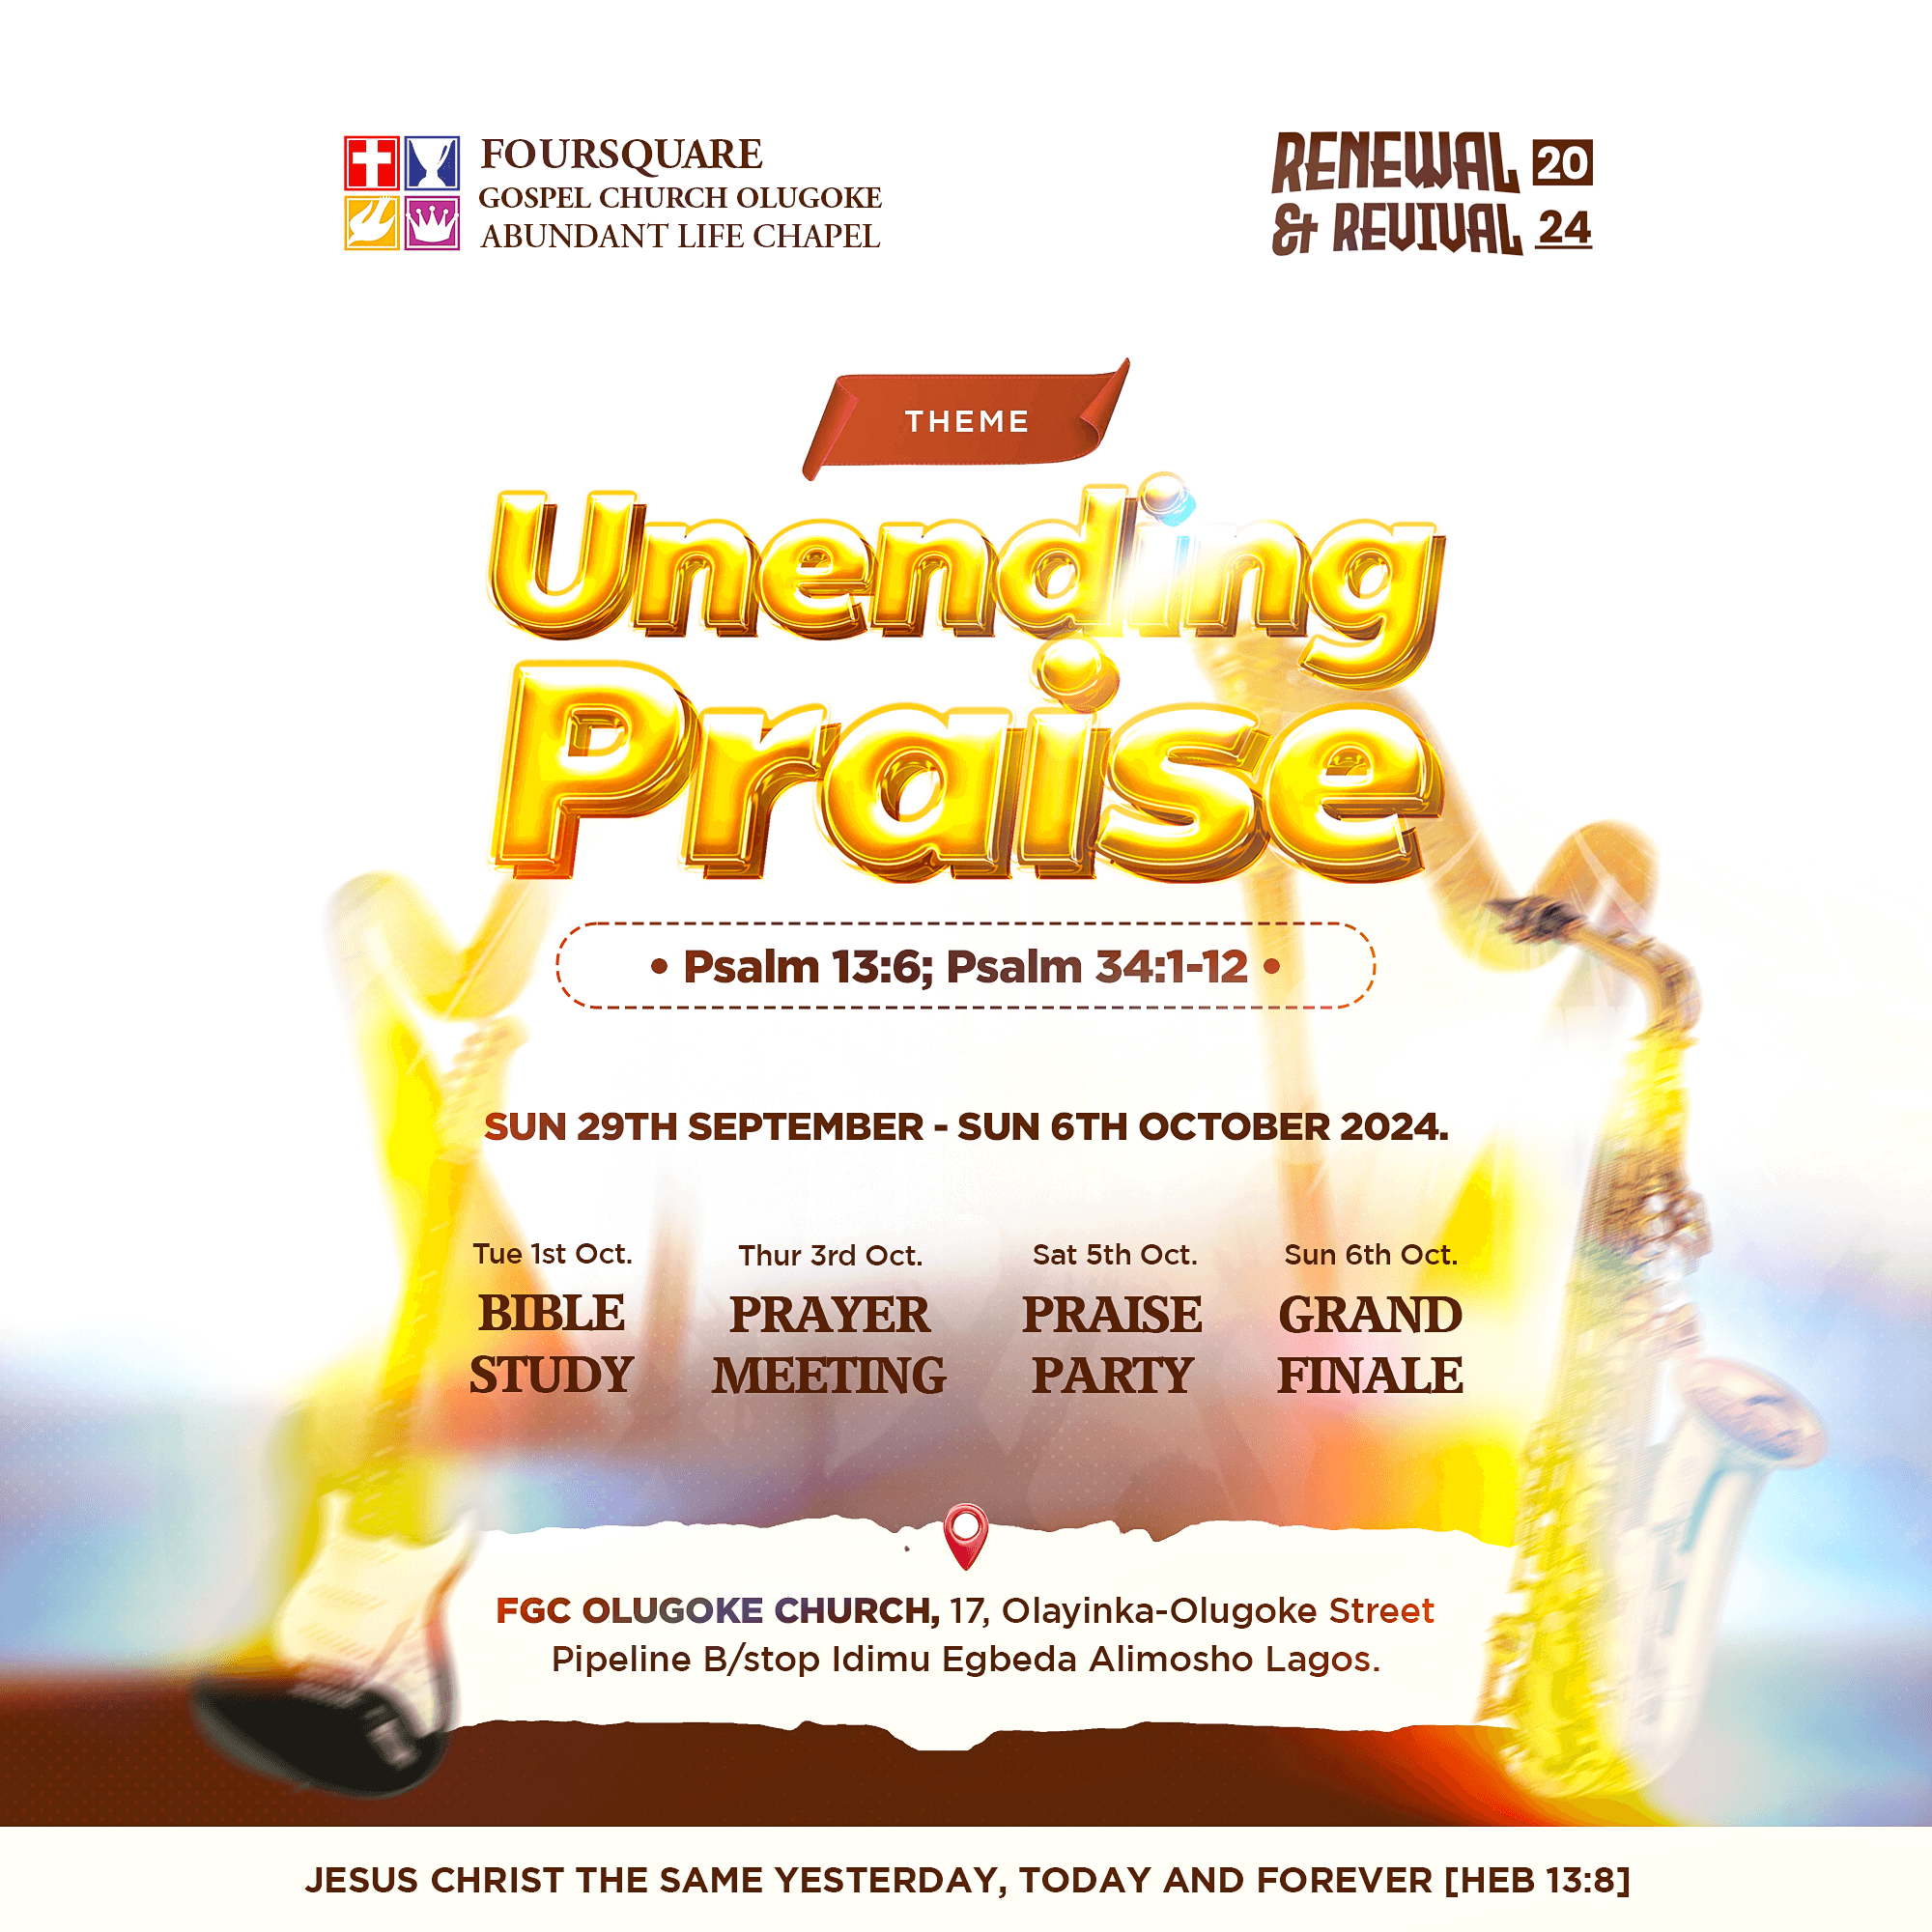 FOURSQUARE
GOSPEL CHURCH OLUGOKE
ABUNDANT LIFE CHAPEL
RENEWAL 20
& REVIVAL 24
THEME
Unending
Praise
• Psalm 13:6; Psalm 34:1-12 •
SUN 29TH SEPTEMBER - SUN 6TH OCTOBER 2024.
Tue 1st Oct.
BIBLE
STUDY
Thur 3rd Oct.
PRAYER
MEETING
Sat 5th Oct.
PRAISE
PARTY
Sun 6th Oct.
GRAND
FINALE
FGC OLUGOKE CHURCH, 17, Olayinka-Olugoke Street
Pipeline B/stop Idimu Egbeda Alimosho Lagos.
JESUS CHRIST THE SAME YESTERDAY, TODAY AND FOREVER [HEB 13:8]